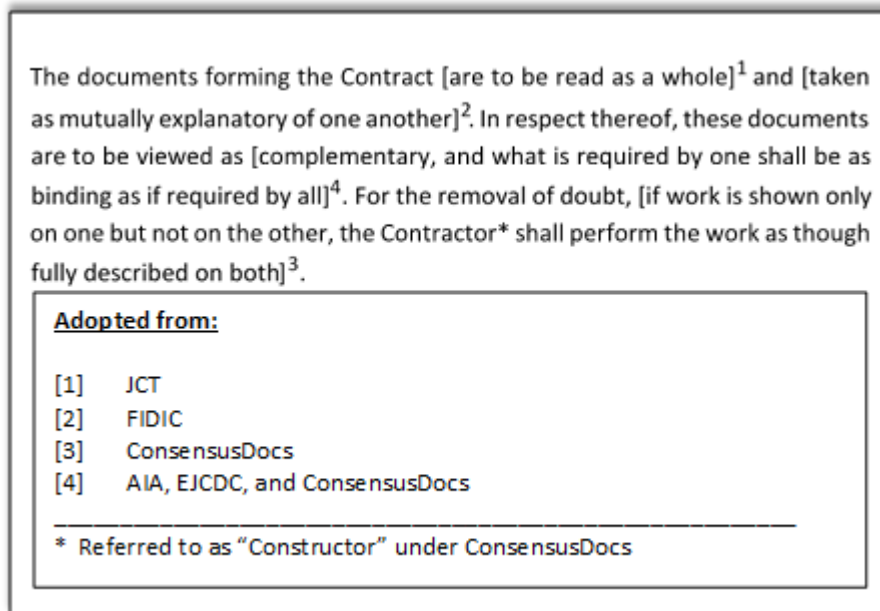 The documents forming the Contract [are to be read as a whole]1 and [taken
as mutually explanatory of one another]2. In respect thereof, these documents
are to be viewed as [complementary, and what is required by one shall be as
binding as if required by all]4. For the removal of doubt, [if work is shown only
on one but not on the other, the Contractor* shall perform the work as though
fully described on both]3.
Adopted from:
[1] JCT
[2] FIDIC
[3] ConsensusDocs
[4] AIA, EJCDC, and ConsensusDocs
* Referred to as “Constructor” under ConsensusDocs